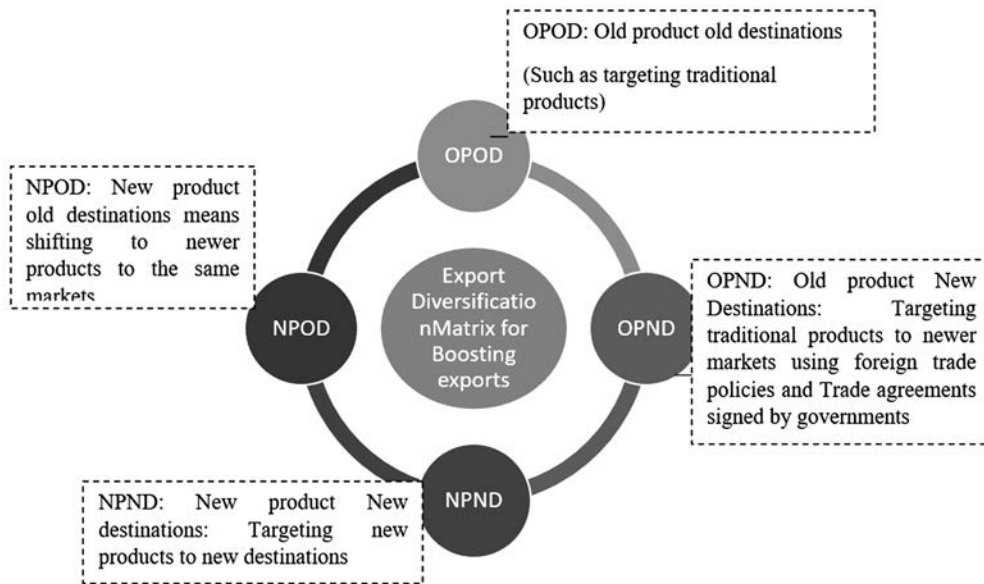 OPOD: Old product old destinations
(Such as targeting traditional
products)
OPOD
NPOD: New product
old destinations means
shifting to newer
products to the same
markets
Export
Diversificatio
nMatrix for
Boosting
exports
NPOD
OPND
OPND: Old product New
Destinations: Targeting
traditional products to newer
markets using foreign trade
policies and Trade agreements
signed by governments
NPND
NPND: New product New
destinations: Targeting new
products to new destinations